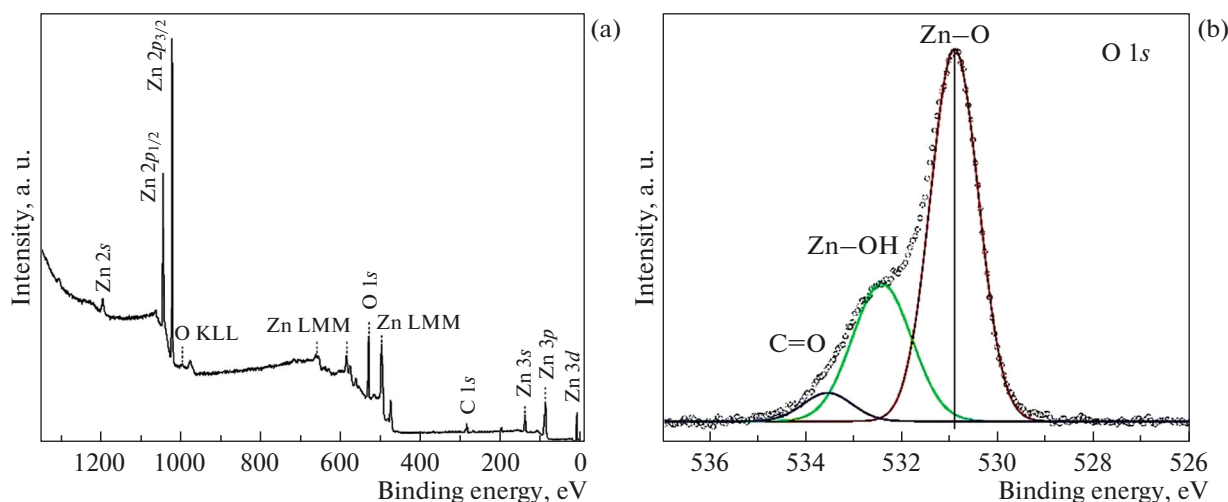 (a)
Intensity, a. u.
Zn 2s
Zn 2p1/2
Zn 2p3/2
O KLL
Zn LMM
O 1s
Zn LMM
C 1s
Zn 3s
Zn 3p
Zn 3d
1200 1000 800 600 400 200 0
Binding energy, eV
(b)
Intensity, a. u.
Zn–O
O 1s
Zn–OH
C=O
536 534 532 530 528 526
Binding energy, eV